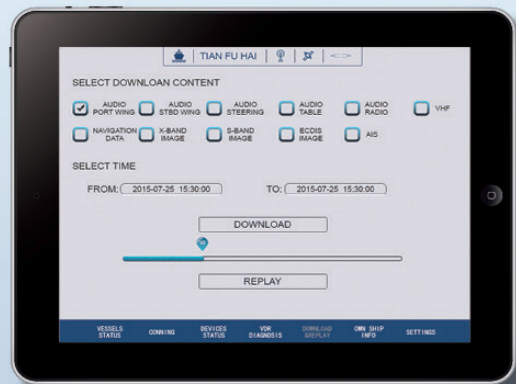 TIAN FU HAI
SELECT DOWNLOAN CONTENT
AUDIO PORT WING
AUDIO STBD WING
AUDIO STEERING
AUDIO TABLE
AUDIO RADIO
VHF
NAVIGATION DATA
X-BAND IMAGE
S-BAND IMAGE
ECDIS IMAGE
AIS
SELECT TIME
FROM: 2015-07-25 15:30:00 TO: 2015-07-25 15:30:00
DOWNLOAD
REPLAY
VESSELS STATUS
CONNING
DEVICES STATUS
VDR DIAGNOSIS
DOWNLOAD &REPLAY
OWN SHIP INFO
SETTINGS